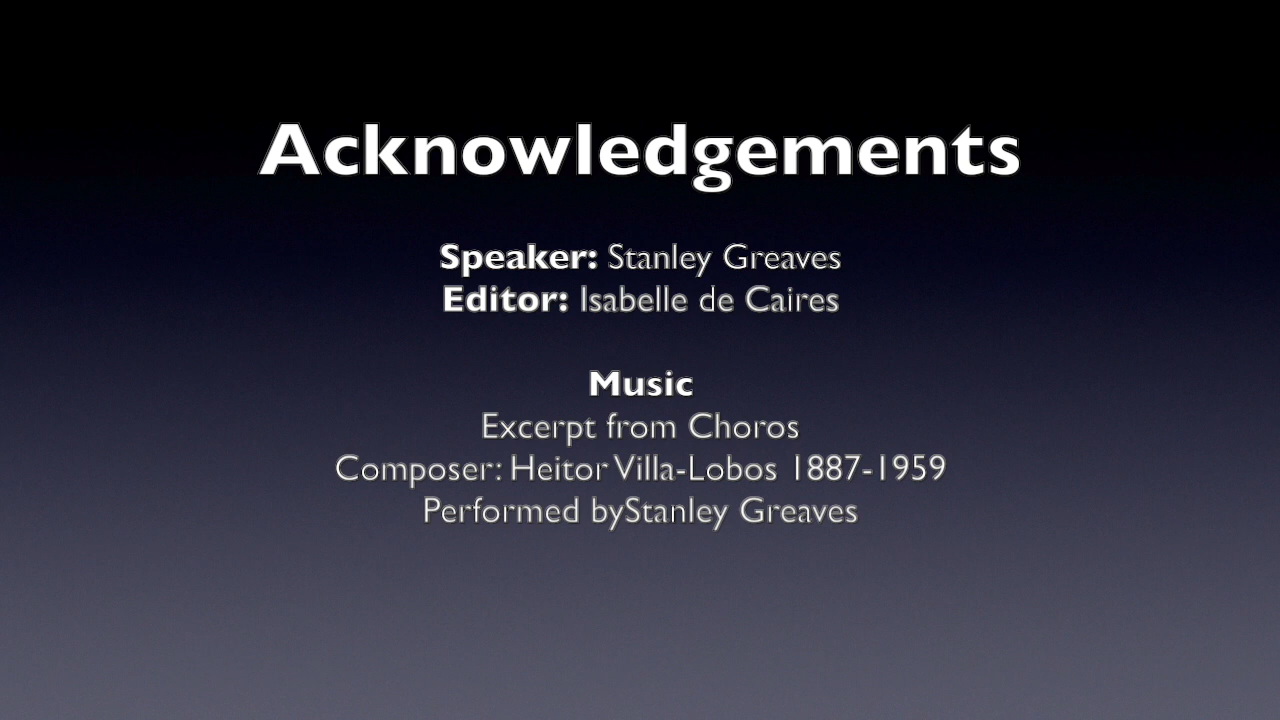 Acknowledgements
Speaker: Stanley Greaves
Editor: Isabelle de Caires
Music
Excerpt from Choros
Composer: Heitor Villa-Lobos 1887-1959
Performed byStanley Greaves